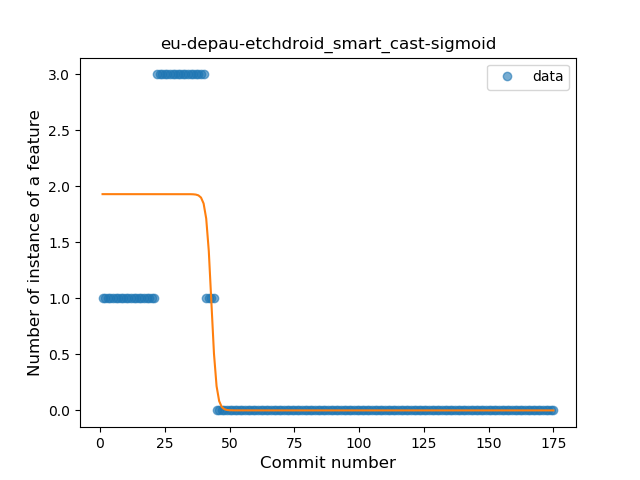 eu-depau-etchdroid_smart_cast-sigmoid
data
Number of instance of a feature
3.0
2.5
2.0
1.5
1.0
0.5
0.0
0 25 50 75 100 125 150 175
Commit number